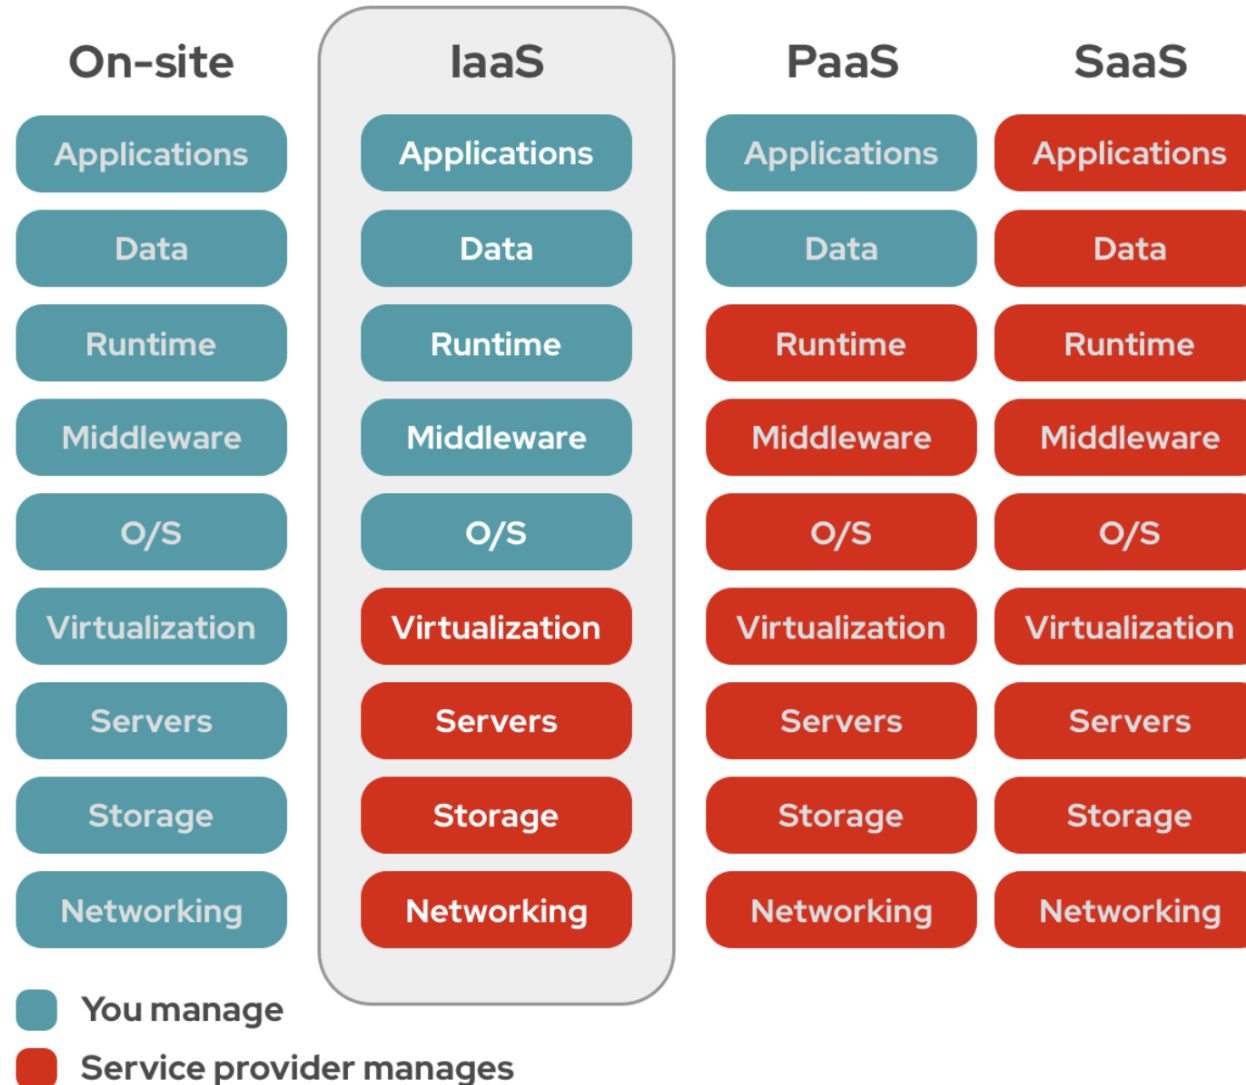 On-site
IaaS
PaaS
SaaS
Applications
Applications
Applications
Applications
Data
Data
Data
Data
Runtime
Runtime
Runtime
Runtime
Middleware
Middleware
Middleware
Middleware
O/S
O/S
O/S
O/S
Virtualization
Virtualization
Virtualization
Virtualization
Servers
Servers
Servers
Servers
Storage
Storage
Storage
Storage
Networking
Networking
Networking
Networking
You manage
Service provider manages